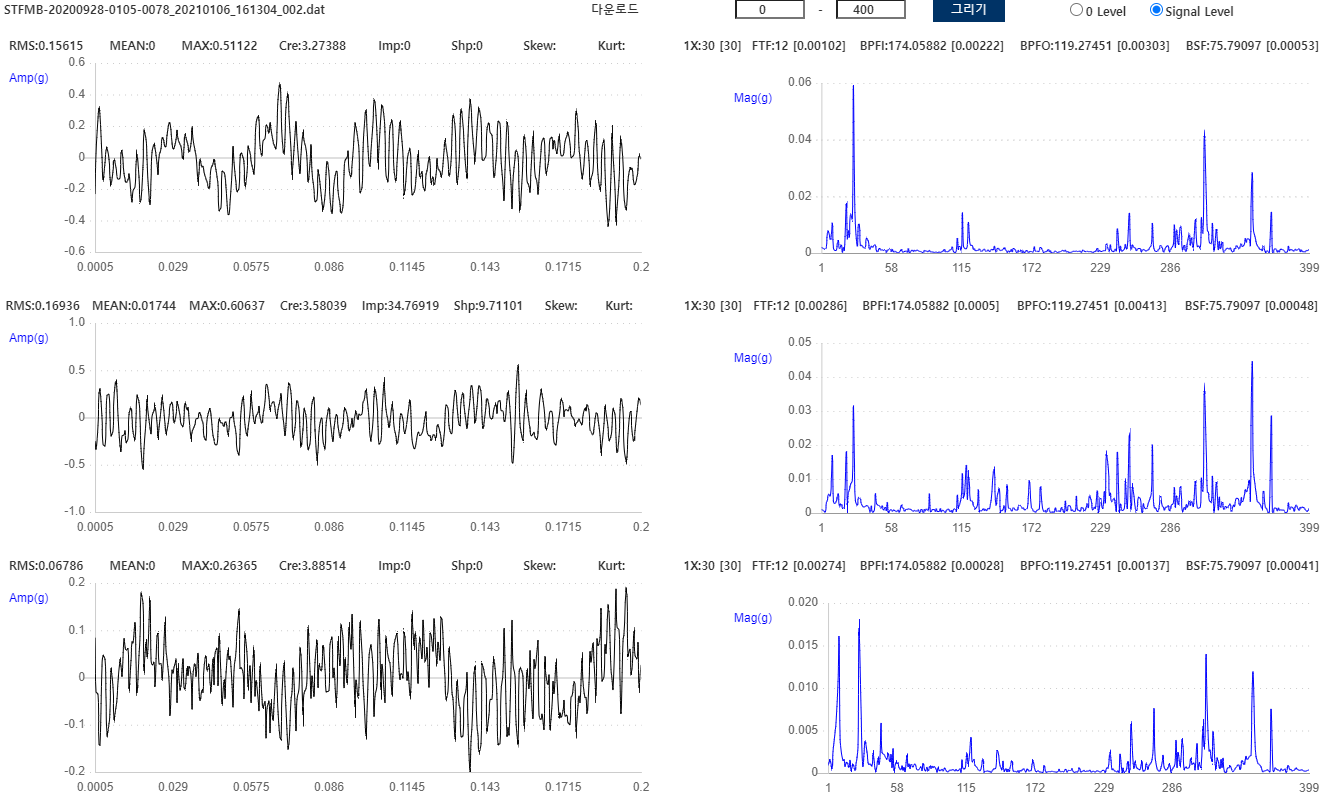 STFMB-20200928-0105-0078_20210106_161304_002.dat 다운로드 0 - 400 그리기 0 Level Signal Level
RMS:0.15615 MEAN:0 MAX:0.51122 Cre:3.27388 Imp:0 Shp:0 Skew: Kurt:
Amp(g)
0.6
0.4
0.2
0
-0.2
-0.4
-0.6
0.0005 0.029 0.0575 0.086 0.1145 0.143 0.1715 0.2
1X:30 [30] FTF:12 [0.00102] BPFI:174.05882 [0.00222] BPFO:119.27451 [0.00303] BSF:75.79097 [0.00053]
Mag(g)
0.06
0.04
0.02
0
1 58 115 172 229 286 399
RMS:0.16936 MEAN:0.01744 MAX:0.60637 Cre:3.58039 Imp:34.76919 Shp:9.71101 Skew: Kurt:
Amp(g)
1.0
0.5
0
-0.5
-1.0
0.0005 0.029 0.0575 0.086 0.1145 0.143 0.1715 0.2
1X:30 [30] FTF:12 [0.00286] BPFI:174.05882 [0.0005] BPFO:119.27451 [0.00413] BSF:75.79097 [0.00048]
Mag(g)
0.05
0.04
0.03
0.02
0.01
0
1 58 115 172 229 286 399
RMS:0.06786 MEAN:0 MAX:0.26365 Cre:3.88514 Imp:0 Shp:0 Skew: Kurt:
Amp(g)
0.2
0.1
0
-0.1
-0.2
0.0005 0.029 0.0575 0.086 0.1145 0.143 0.1715 0.2
1X:30 [30] FTF:12 [0.00274] BPFI:174.05882 [0.00028] BPFO:119.27451 [0.00137] BSF:75.79097 [0.00041]
Mag(g)
0.020
0.015
0.010
0.005
0
1 58 115 172 229 286 399